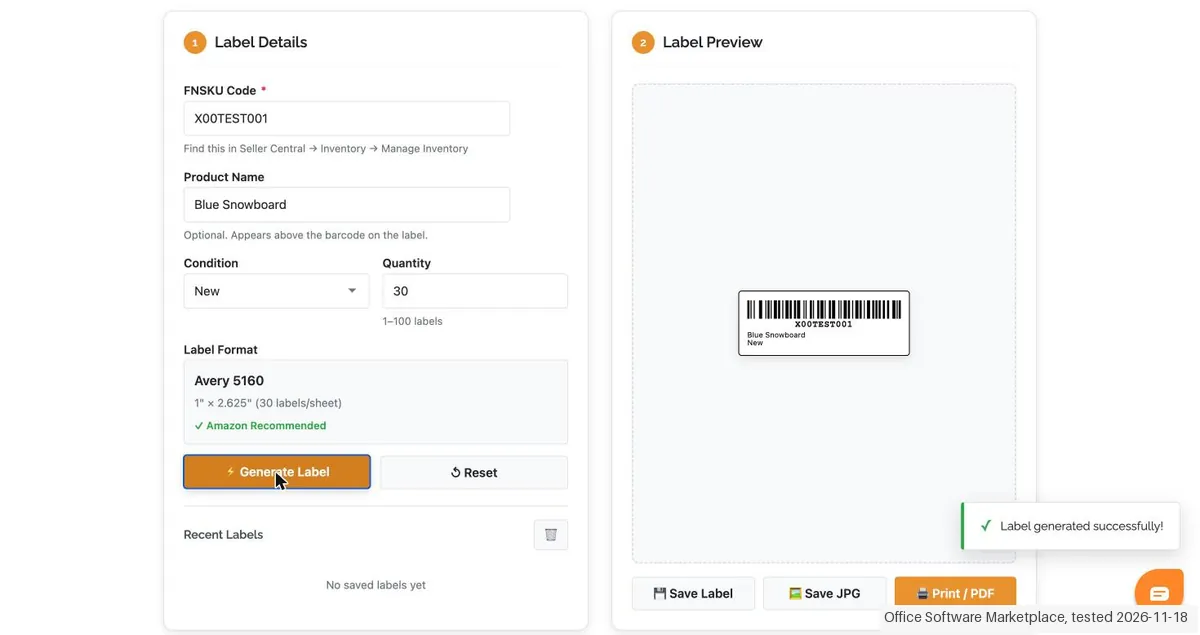 1 Label Details
FNSKU Code *
X00TEST001
Find this in Seller Central → Inventory → Manage Inventory
Product Name
Blue Snowboard
Optional. Appears above the barcode on the label.
Condition
Quantity
New
30
1–100 labels
Label Format
Avery 5160
1" × 2.625" (30 labels/sheet)
✓ Amazon Recommended
⚡ Generate Label
↺ Reset
Recent Labels
No saved labels yet
2 Label Preview
X00TEST001
Blue Snowboard
New
✓ Label generated successfully!
💾 Save Label
🖼️ Save JPG
🖨️ Print / PDF
Office Software Marketplace, tested 2026-11-18